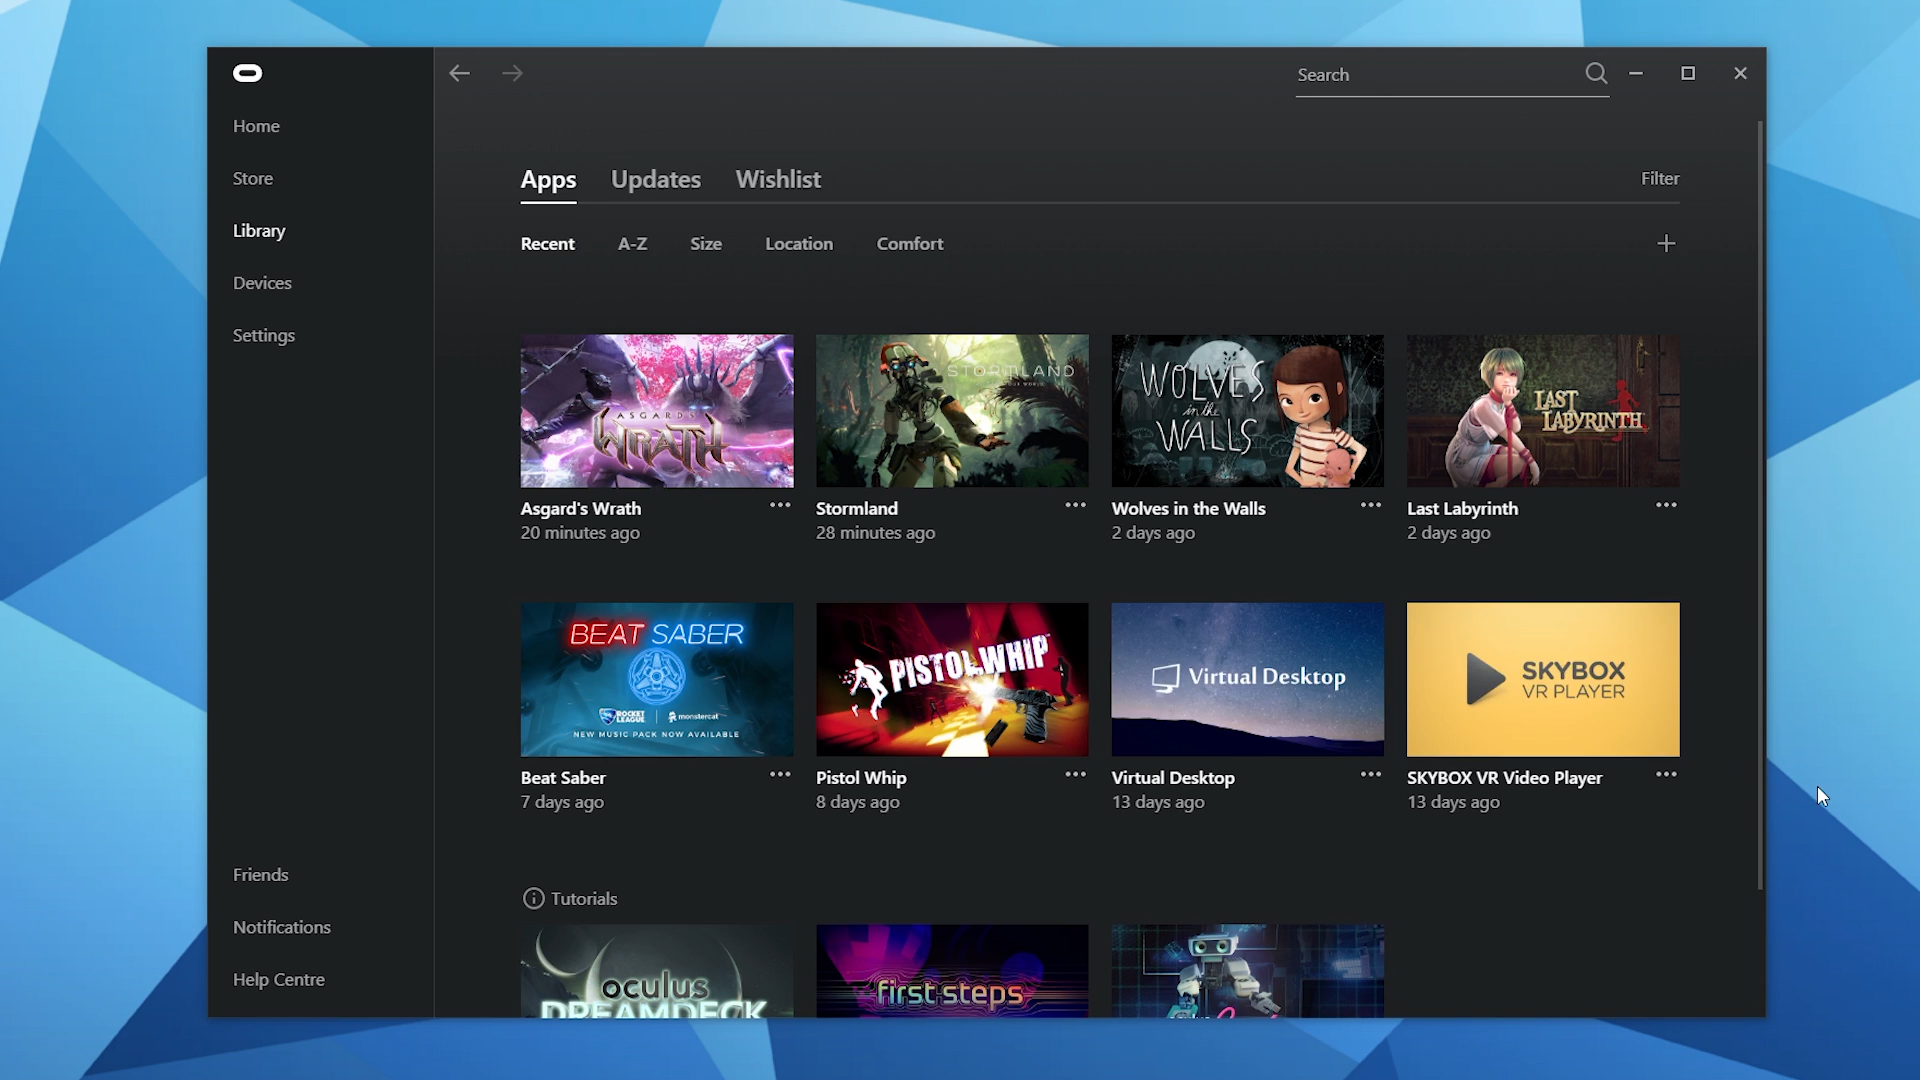 Search
Home
Store
Library
Devices
Settings
Friends
Notifications
Help Centre
Apps Updates Wishlist
Filter
Recent A-Z Size Location Comfort
ASGARD'S
WRATH
STORMLAND
WOLVES
in the
WALLS
LAST
LABYRINTH
Asgard's Wrath
20 minutes ago
Stormland
28 minutes ago
Wolves in the Walls
2 days ago
Last Labyrinth
2 days ago
BEAT SABER
ROCKET
LEAGUE
monstercat
NEW MUSIC PACK NOW AVAILABLE
PISTOL WHIP
Virtual Desktop
SKYBOX
VR PLAYER
Beat Saber
7 days ago
Pistol Whip
8 days ago
Virtual Desktop
13 days ago
SKYBOX VR Video Player
13 days ago
Tutorials
oculus
DREAMDECK
first steps